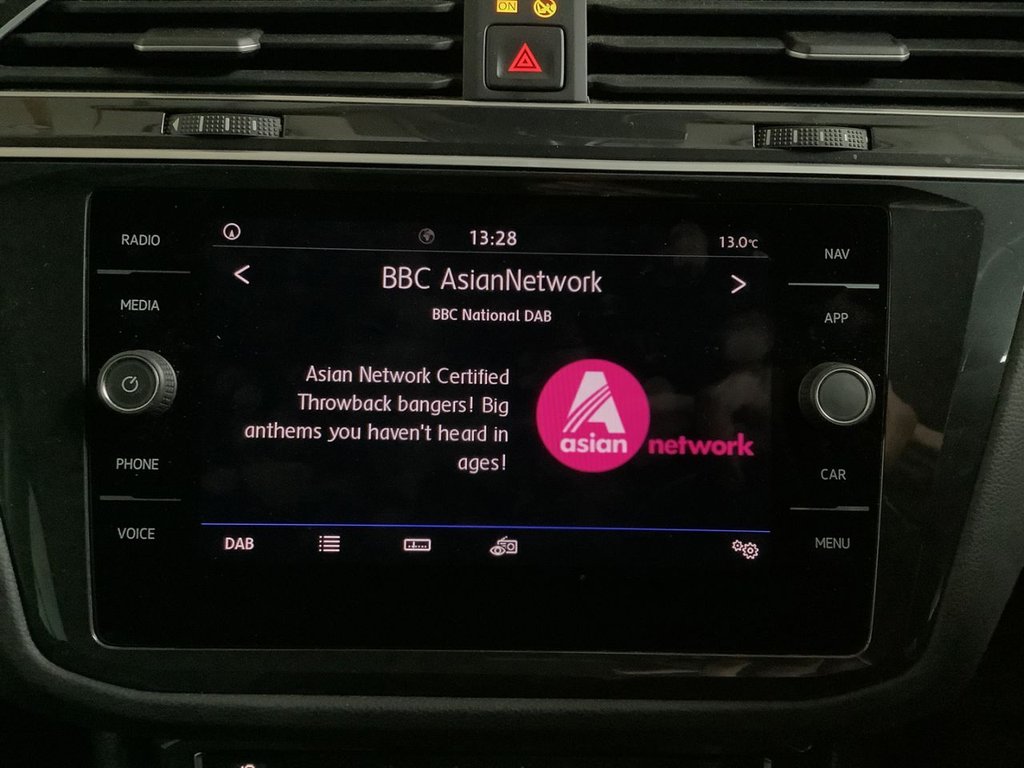 ON
RADIO
MEDIA
PHONE
VOICE
13:28
13.0°C
< BBC AsianNetwork >
BBC National DAB
Asian Network Certified
Throwback bangers! Big
anthems you haven't heard in
ages!
A
asian network
DAB
NAV
APP
CAR
MENU